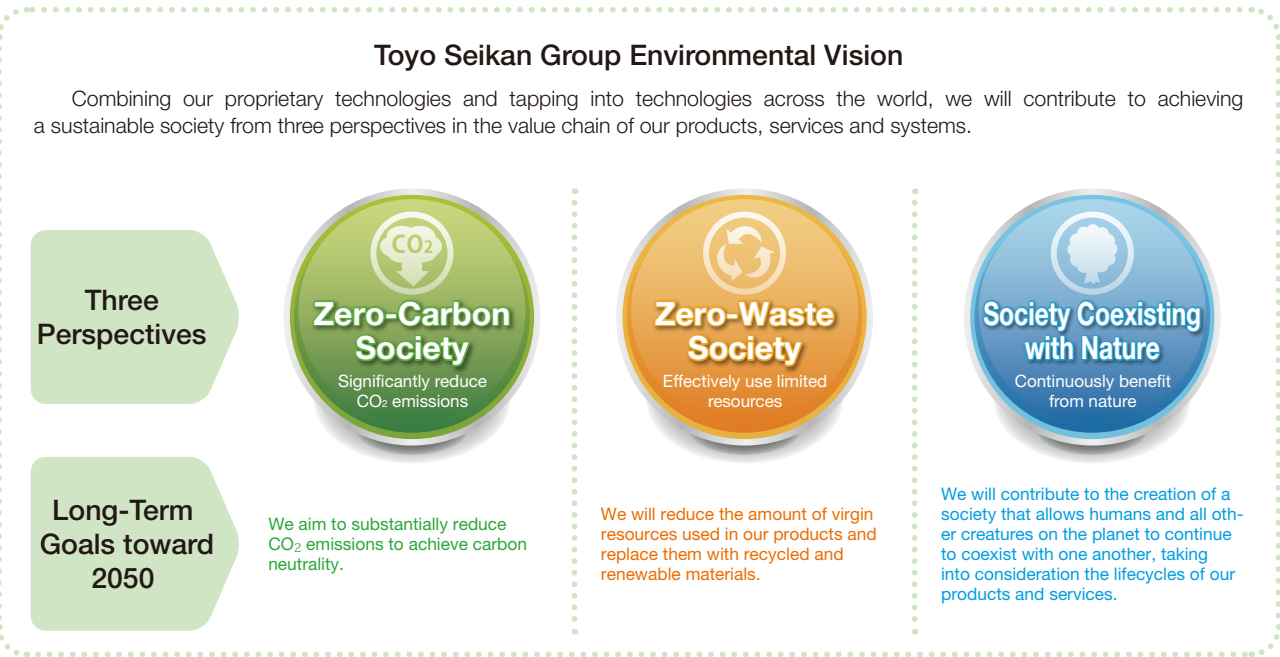 Toyo Seikan Group Environmental Vision
Combining our proprietary technologies and tapping into technologies across the world, we will contribute to achieving
a sustainable society from three perspectives in the value chain of our products, services and systems.
Three
Perspectives
CO₂
Zero-Carbon
Society
Significantly reduce
CO₂ emissions
Zero-Waste
Society
Effectively use limited
resources
Society Coexisting
with Nature
Continuously benefit
from nature
Long-Term
Goals toward
2050
We aim to substantially reduce
CO₂ emissions to achieve carbon
neutrality.
We will reduce the amount of virgin
resources used in our products and
replace them with recycled and
renewable materials.
We will contribute to the creation of a
society that allows humans and all oth-
er creatures on the planet to continue
to coexist with one another, taking
into consideration the lifecycles of our
products and services.